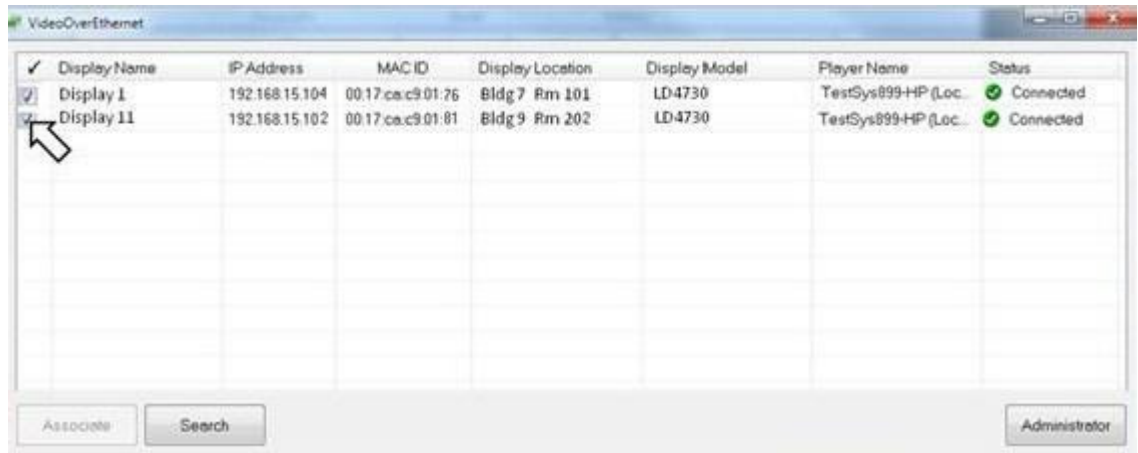 VideoOverEthernet
✓ Display Name IP Address MAC ID Display Location Display Model Player Name Status
Display 1 192.168.15.104 00:17:ca:c9:01:26 Bldg 7 Rm 101 LD4730 TestSys899-HP (Loc... Connected
Display 11 192.168.15.102 00:17:ca:c9:01:81 Bldg 9 Rm 202 LD4730 TestSys899-HP (Loc... Connected
Associate Search Administrator